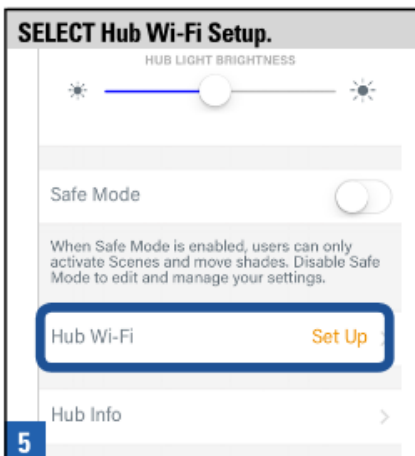 SELECT Hub Wi-Fi Setup.
HUB LIGHT BRIGHTNESS
Safe Mode
When Safe Mode is enabled, users can only
activate Scenes and move shades. Disable Safe
Mode to edit and manage your settings.
Hub Wi-Fi Set Up
Hub Info
5